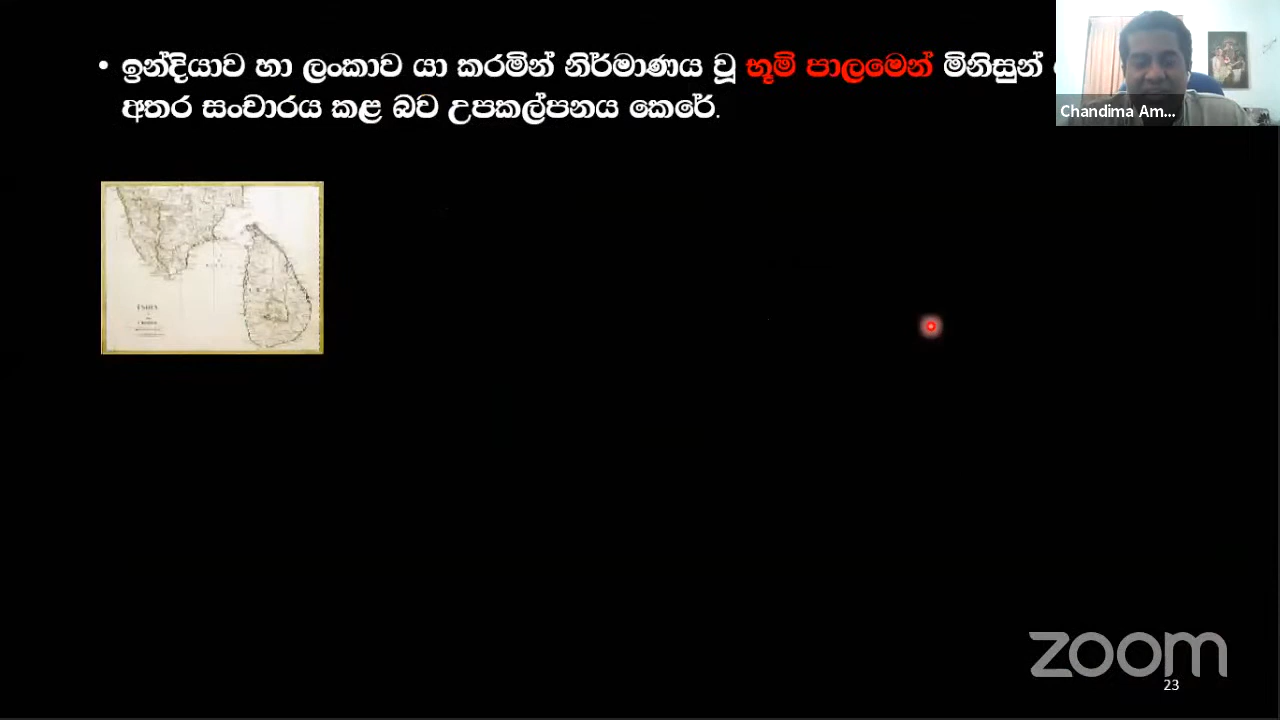 • ඉන්දියාව හා ලංකාව යා කරමින් නිර්මාණය වූ භූමි පාලමෙන් මිනිසුන්
අතර සංචාරය කළ බව උපකල්පනය කෙරේ.
Chandima Am...
zoom
23